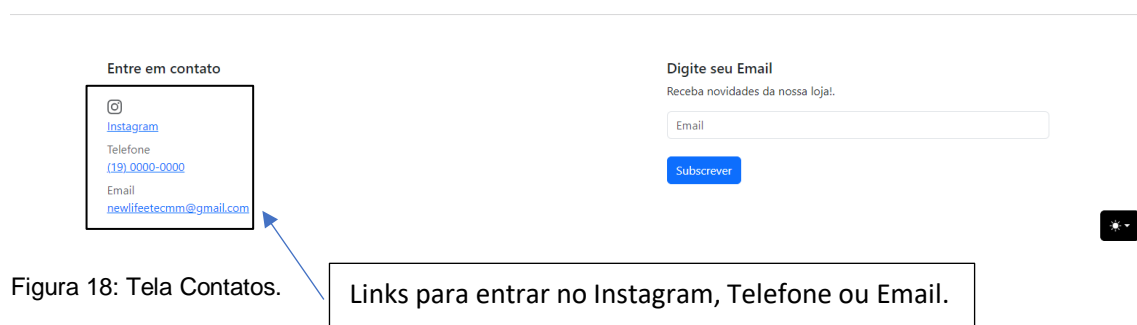 Entre em contato
Instagram
Telefone
(19) 0000-0000
Email
newlifeetecmm@gmail.com
Digite seu Email
Receba novidades da nossa loja!.
Email
Subscrever
Figura 18: Tela Contatos.
Links para entrar no Instagram, Telefone ou Email.